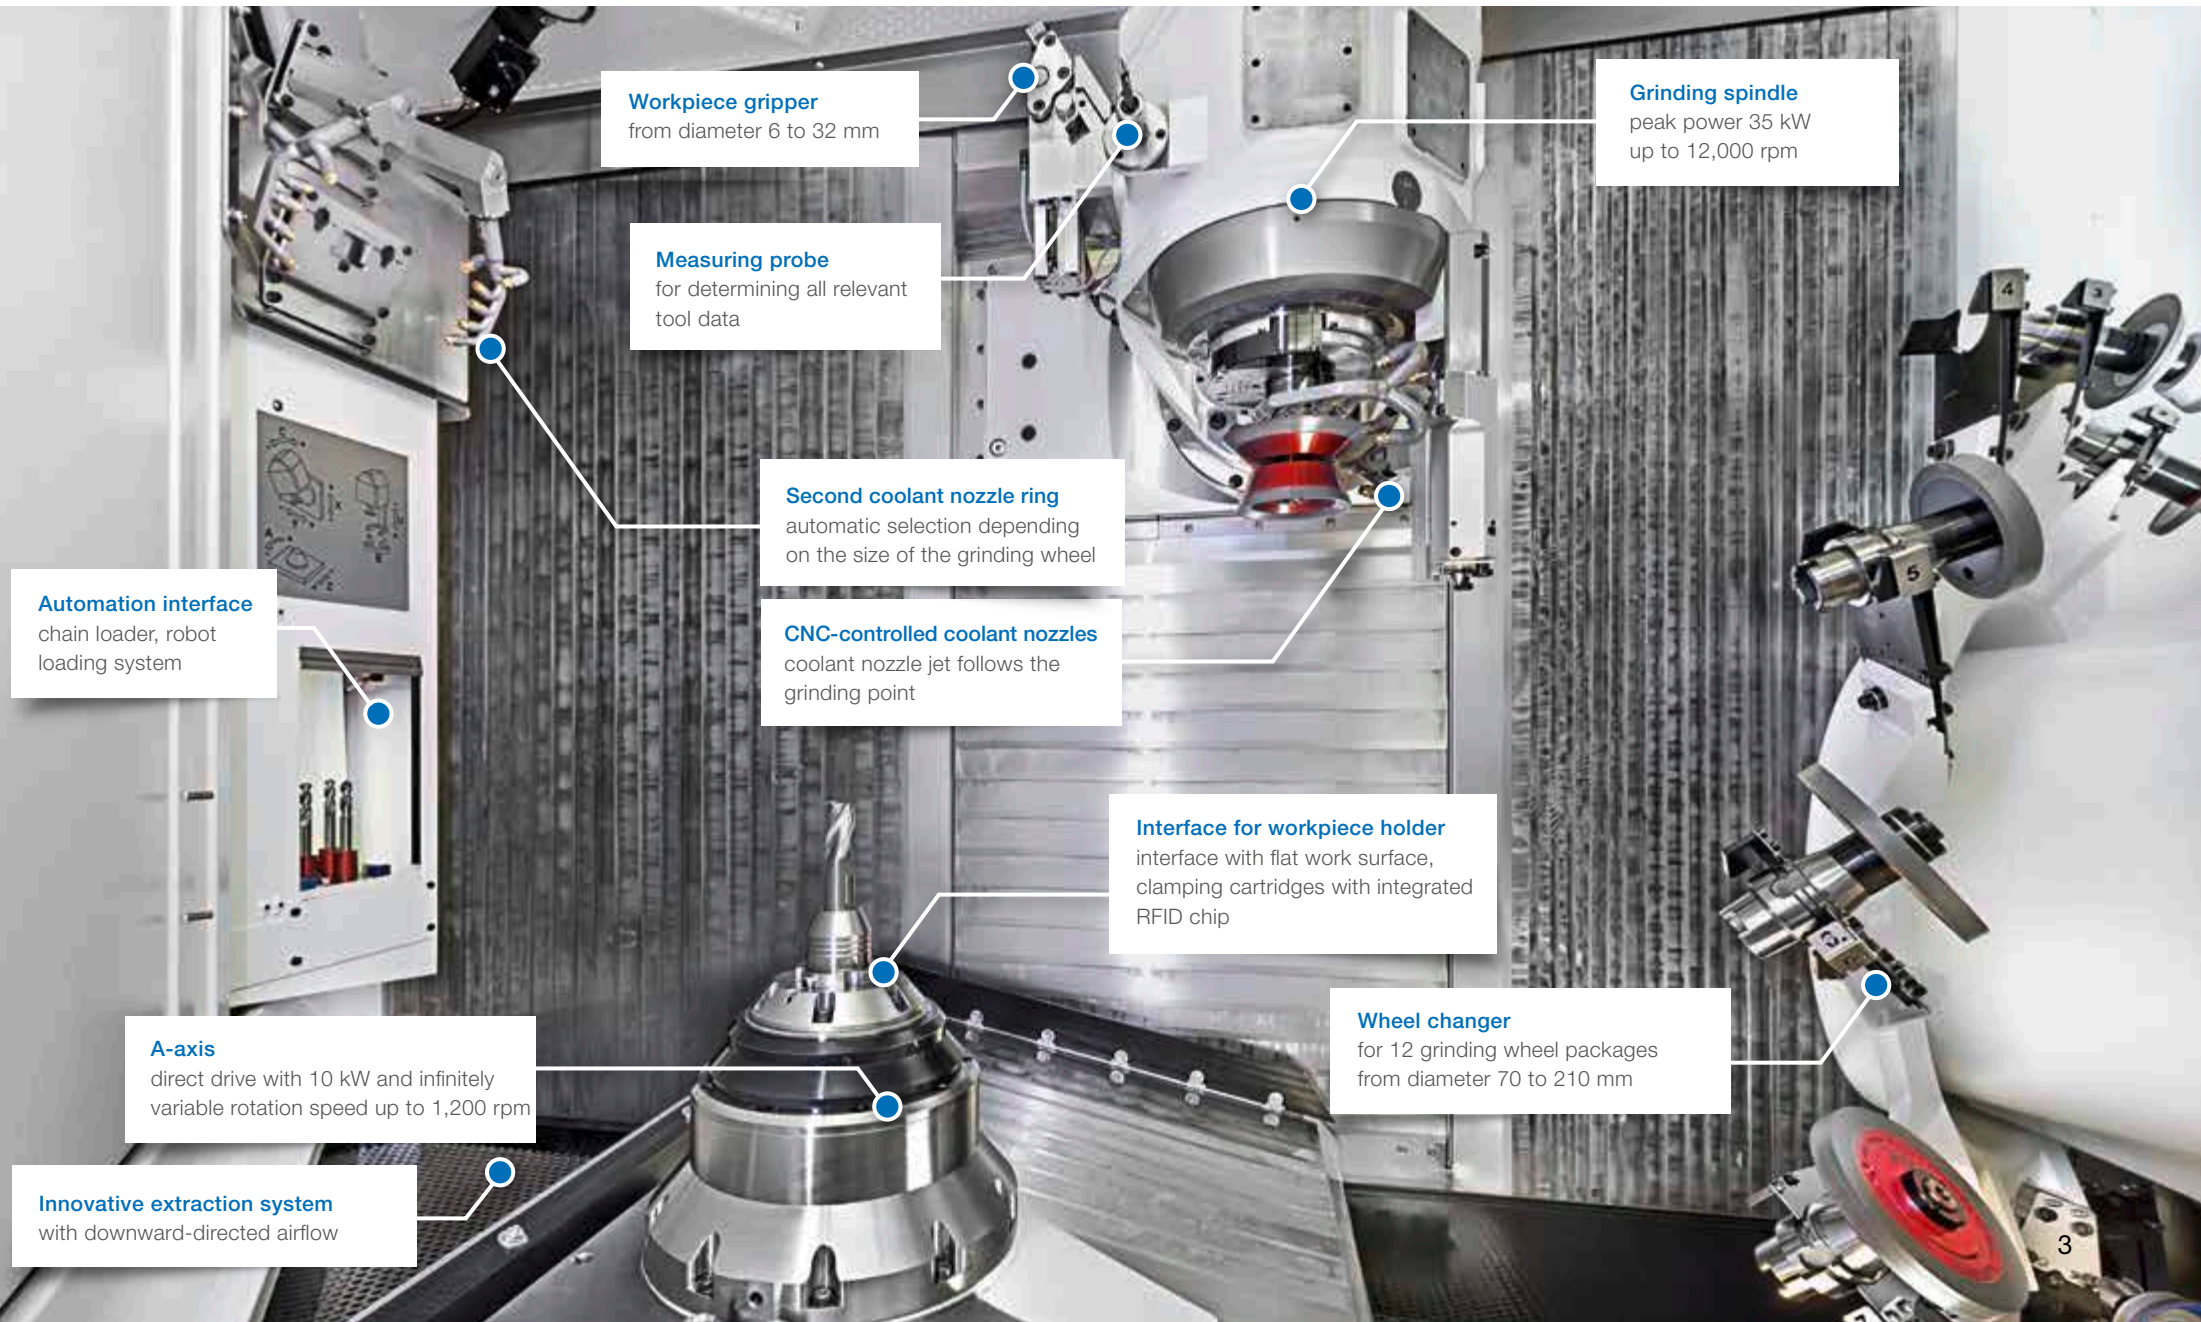 Workpiece gripper
from diameter 6 to 32 mm
Grinding spindle
peak power 35 kW
up to 12,000 rpm
Measuring probe
for determining all relevant
tool data
4
3
Second coolant nozzle ring
automatic selection depending
on the size of the grinding wheel
5
Automation interface
chain loader, robot
loading system
CNC-controlled coolant nozzles
coolant nozzle jet follows the
grinding point
Interface for workpiece holder
interface with flat work surface,
clamping cartridges with integrated
RFID chip
Wheel changer
for 12 grinding wheel packages
from diameter 70 to 210 mm
A-axis
direct drive with 10 kW and infinitely
variable rotation speed up to 1,200 rpm
Innovative extraction system
with downward-directed airflow
3